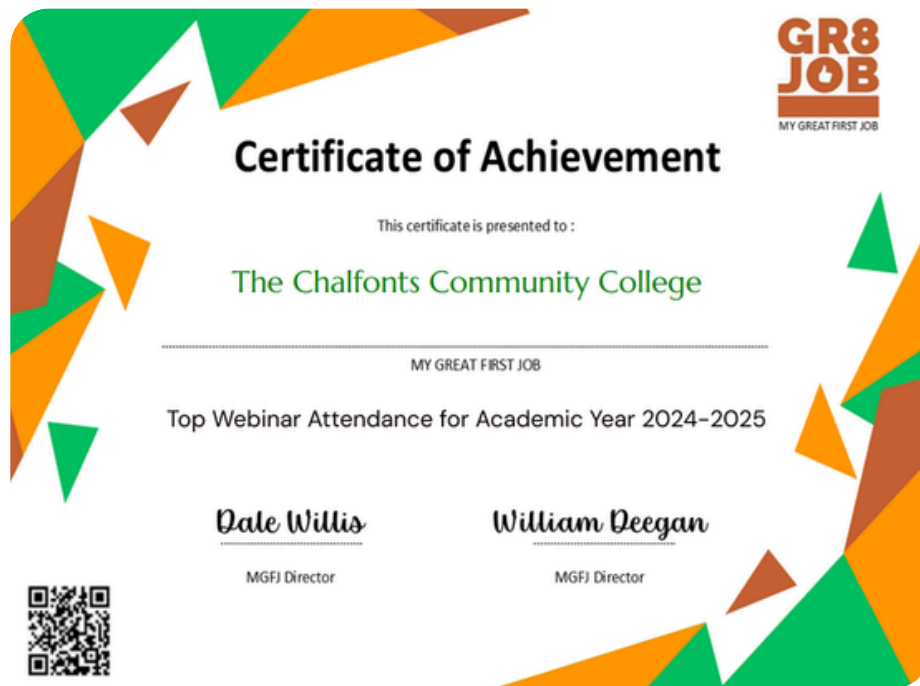 GR8
JOB
MY GREAT FIRST JOB
Certificate of Achievement
This certificate is presented to :
The Chalfonts Community College
MY GREAT FIRST JOB
Top Webinar Attendance for Academic Year 2024-2025
Dale Willis
William Deegan
MGFJ Director
MGFJ Director